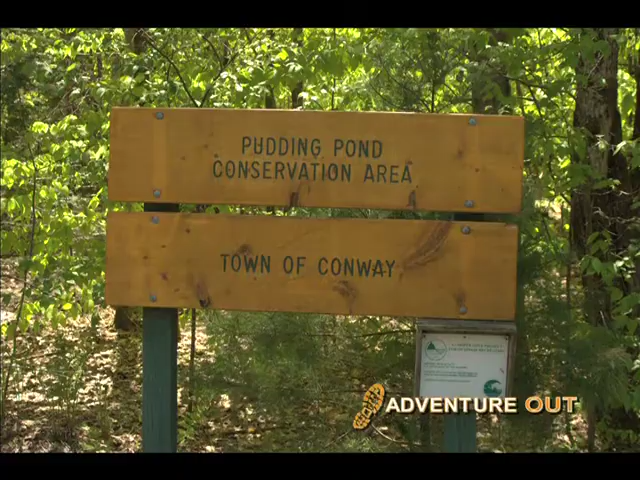 PUDDING POND
CONSERVATION AREA
TOWN OF CONWAY
ADVENTURE OUT